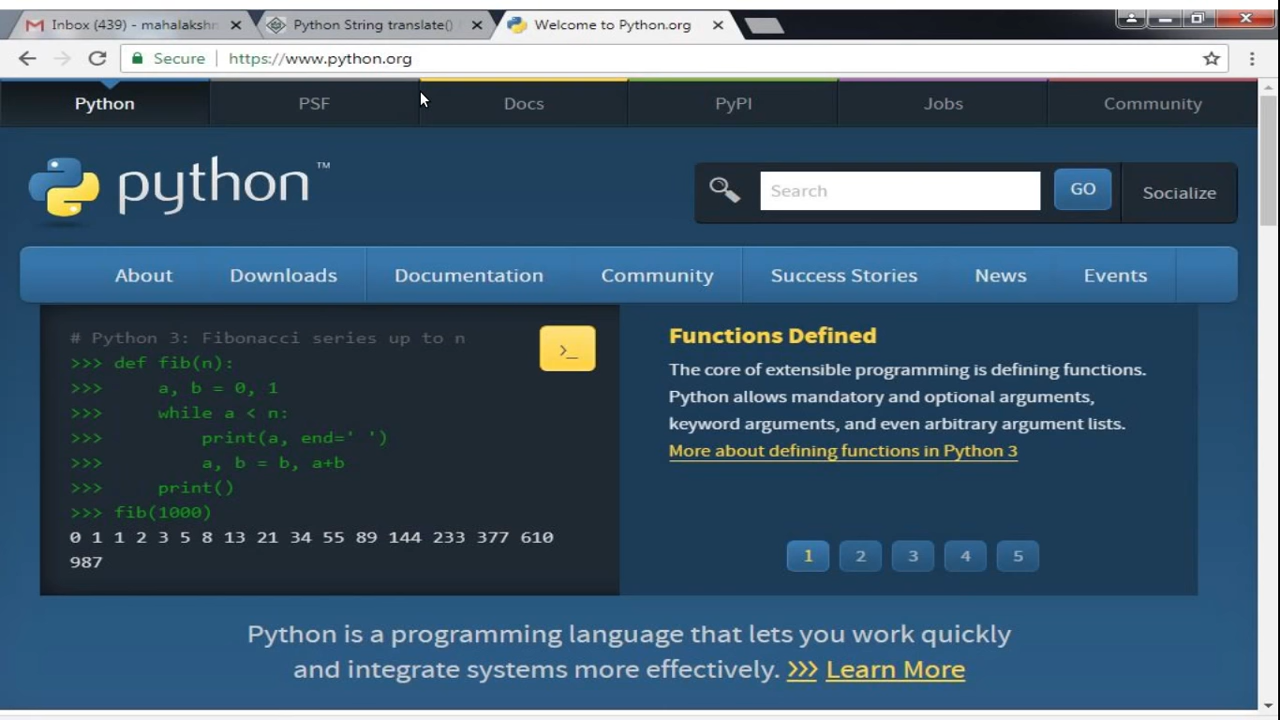 Inbox (439) - mahalakshm
Python String translate()
Welcome to Python.org
Secure https://www.python.org
Python PSF Docs PyPI Jobs Community
python™
Search GO Socialize
About Downloads Documentation Community Success Stories News Events
# Python 3: Fibonacci series up to n
>>> def fib(n):
>>>     a, b = 0, 1
>>>     while a < n:
>>>         print(a, end=' ')
>>>         a, b = b, a+b
>>>     print()
>>> fib(1000)
0 1 1 2 3 5 8 13 21 34 55 89 144 233 377 610
987
>_
Functions Defined
The core of extensible programming is defining functions.
Python allows mandatory and optional arguments,
keyword arguments, and even arbitrary argument lists.
More about defining functions in Python 3
1 2 3 4 5
Python is a programming language that lets you work quickly
and integrate systems more effectively. >>> Learn More